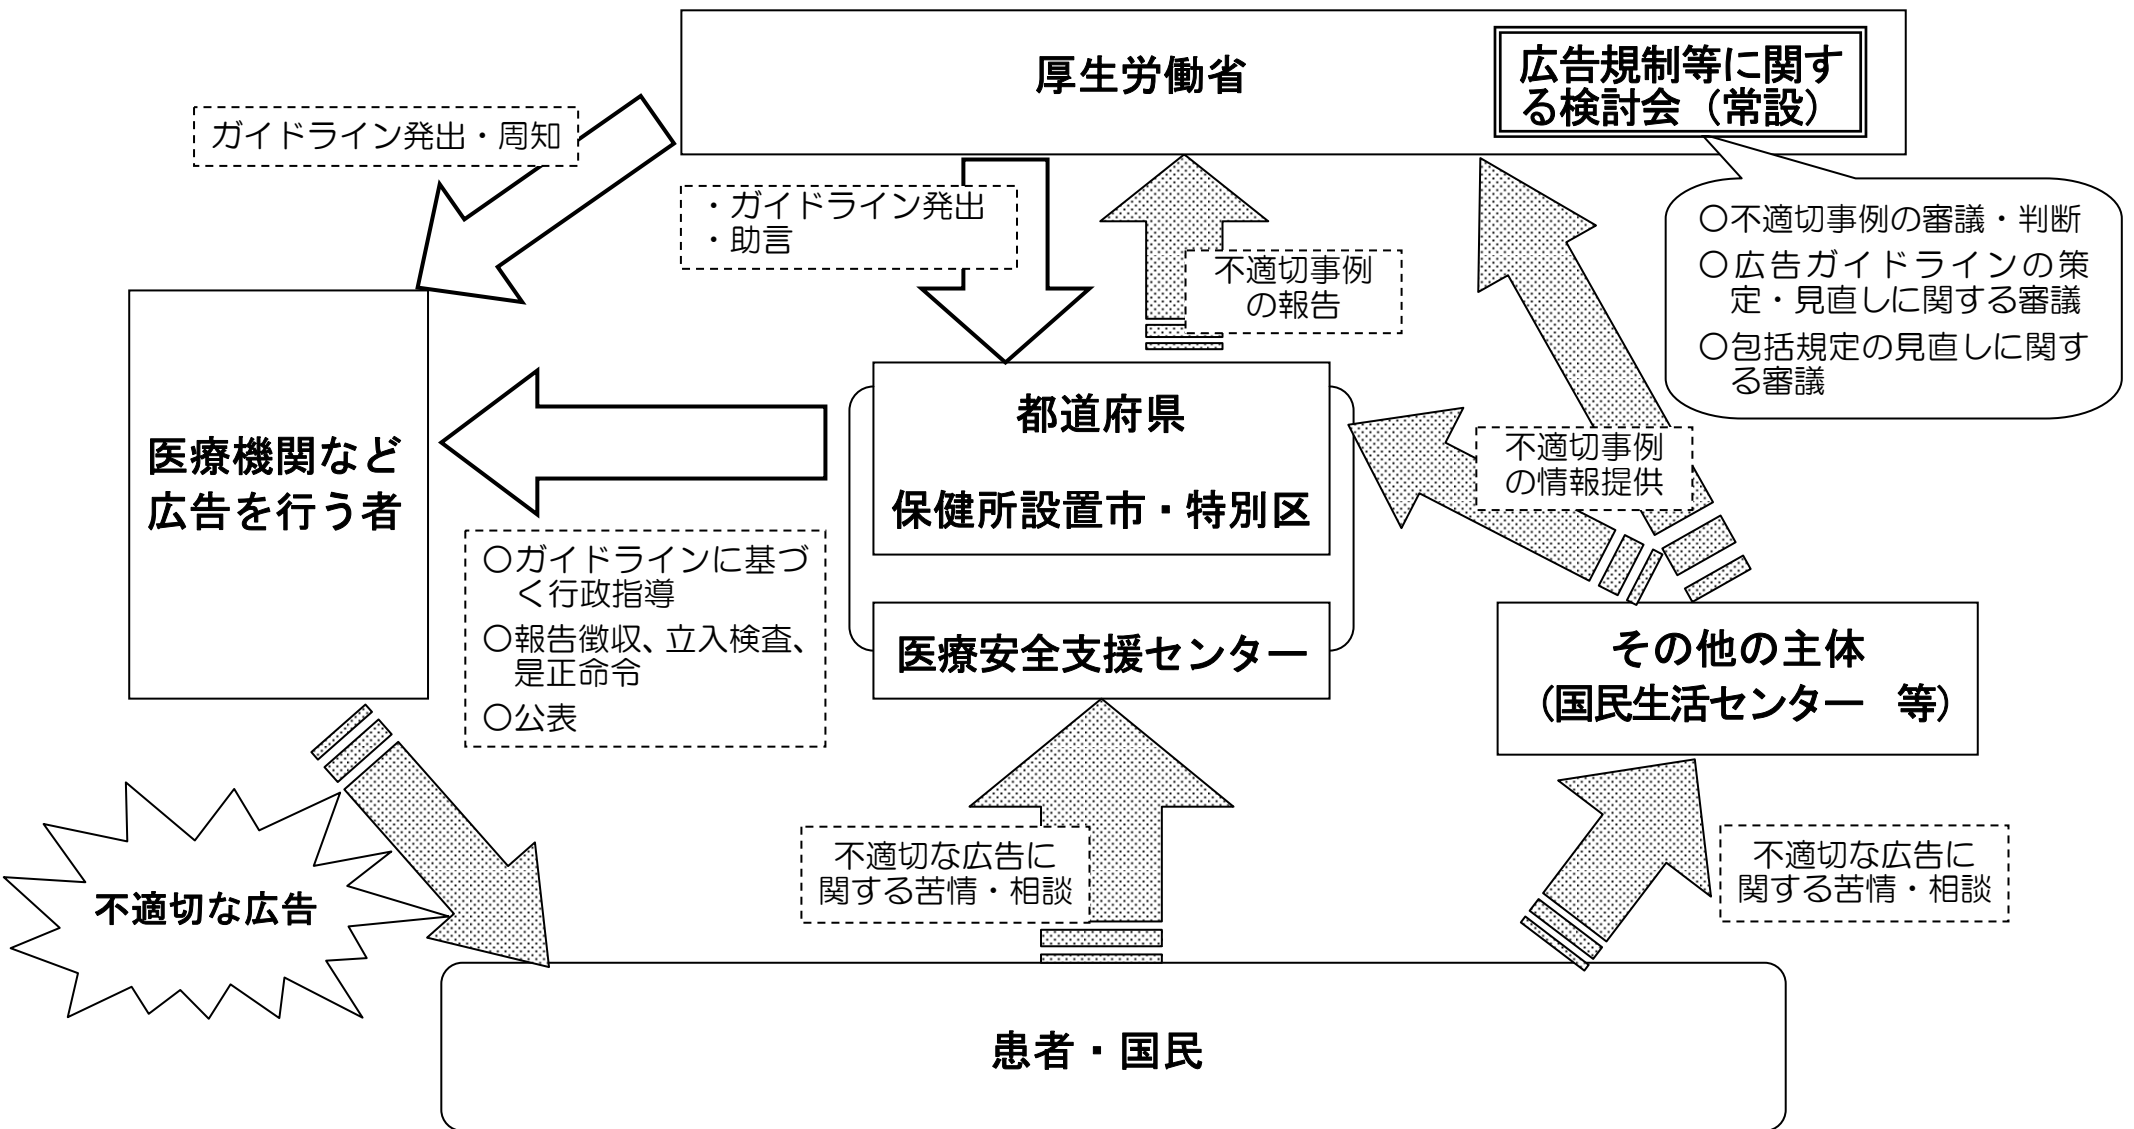 厚生労働省
広告規制等に関す
る検討会（常設）
ガイドライン発出・周知
・ガイドライン発出
・助言
不適切事例
の報告
〇不適切事例の審議・判断
〇広告ガイドラインの策
定・見直しに関する審議
〇包括規定の見直しに関す
る審議
医療機関など
広告を行う者
都道府県
保健所設置市・特別区
医療安全支援センター
不適切事例
の情報提供
〇ガイドラインに基づ
く行政指導
〇報告徴収、立入検査、
是正命令
〇公表
その他の主体
（国民生活センター　等）
不適切な広告
不適切な広告に
関する苦情・相談
不適切な広告に
関する苦情・相談
患者・国民